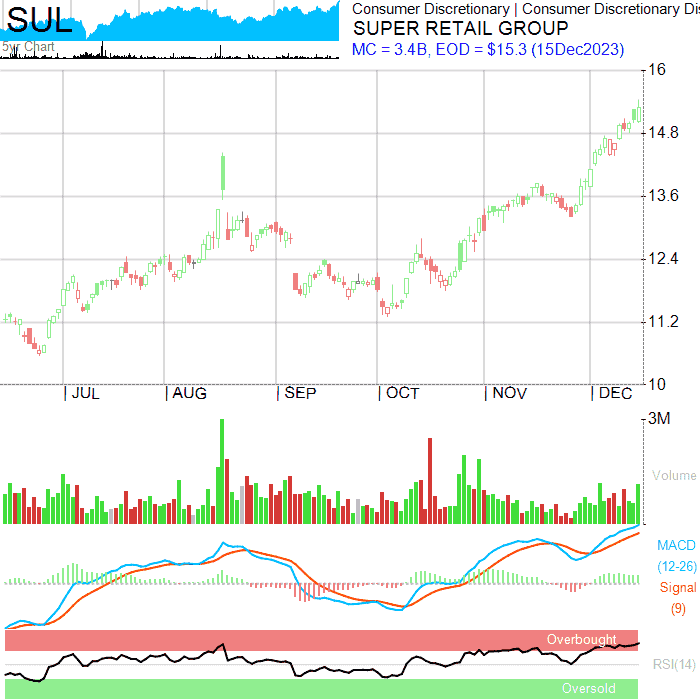 SUL
5yr Chart
Consumer Discretionary | Consumer Discretionary Dis
SUPER RETAIL GROUP
MC = 3.4B, EOD = $15.3 (15Dec2023)
16
14.8
13.6
12.4
11.2
10
| JUL | AUG | SEP | OCT | NOV | DEC
3M
Volume
MACD
(12-26)
Signal
(9)
Overbought
RSI(14)
Oversold